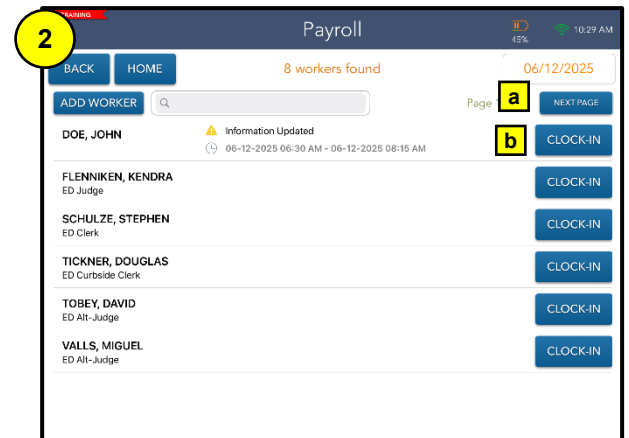 TRAINING
2
Payroll
45%
10:29 AM
BACK
HOME
8 workers found
06/12/2025
ADD WORKER
Page
a
NEXT PAGE
DOE, JOHN
Information Updated
06-12-2025 06:30 AM - 06-12-2025 08:15 AM
b
CLOCK-IN
FLENNIKEN, KENDRA
ED Judge
CLOCK-IN
SCHULZE, STEPHEN
ED Clerk
CLOCK-IN
TICKNER, DOUGLAS
ED Curbside Clerk
CLOCK-IN
TOBEY, DAVID
ED Alt-Judge
CLOCK-IN
VALLS, MIGUEL
ED Alt-Judge
CLOCK-IN